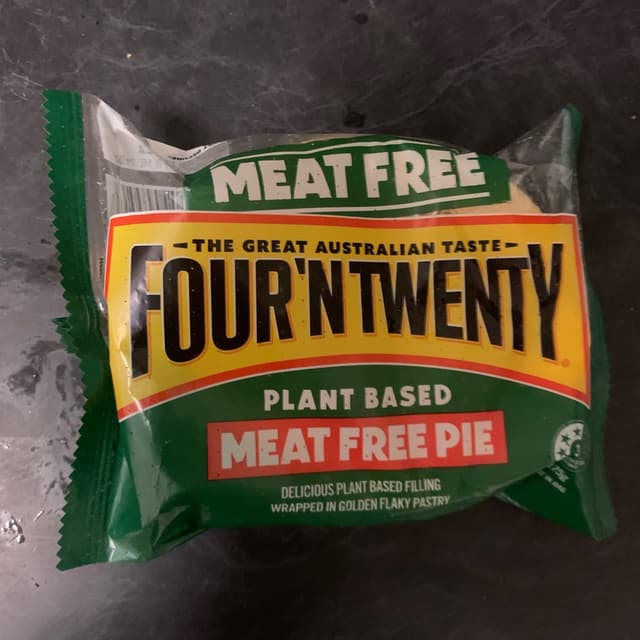 MEAT FREE
THE GREAT AUSTRALIAN TASTE
FOUR'N TWENTY
PLANT BASED
MEAT FREE PIE
DELICIOUS PLANT BASED FILLING
WRAPPED IN GOLDEN FLAKY PASTRY